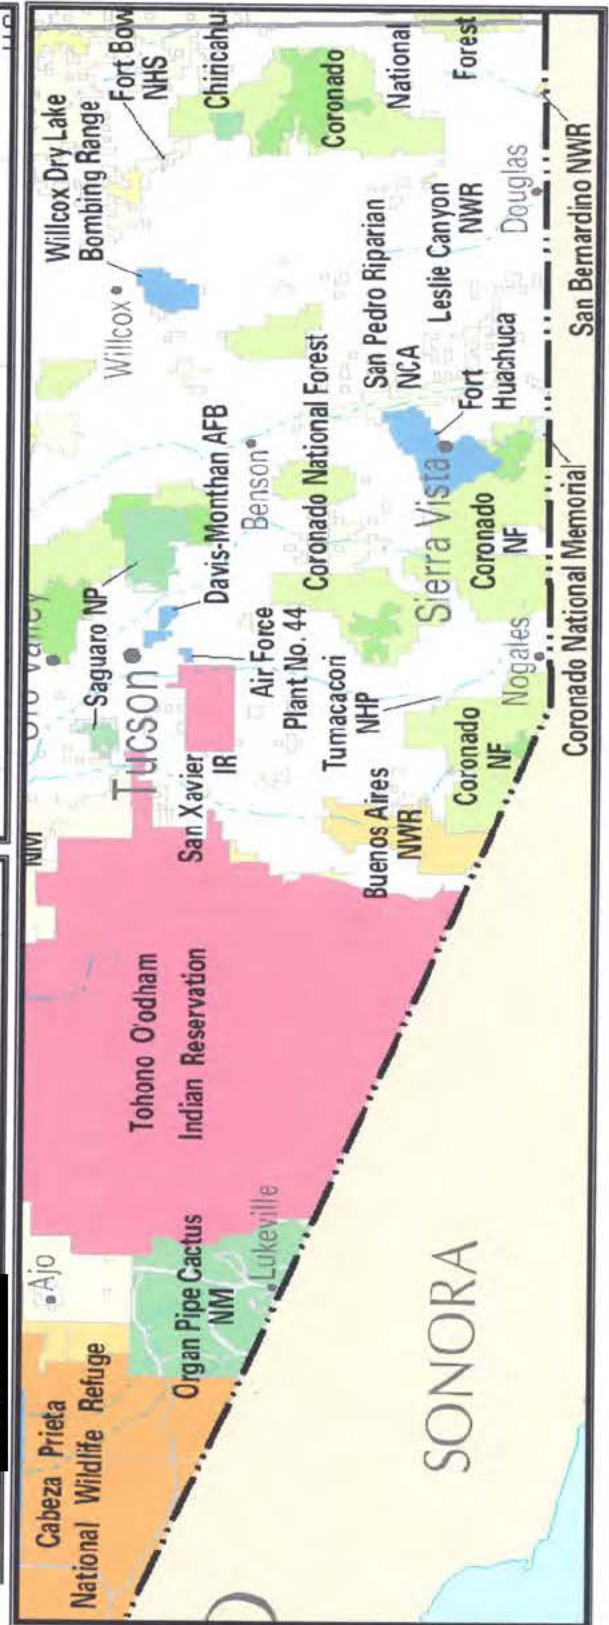 Cabeza Prieta
National Wildlife Refuge
Ajo
Organ Pipe Cactus
NM
Lukeville
SONORA
Tohono O'odham
Indian Reservation
NM
Saguaro NP
Tucson
San Xavier
IR
Davis-Monthan AFB
Air Force
Plant No. 44
Buenos Aires
NWR
Tumacacori
NHP
Coronado
NF
Nogales
Coronado National Memorial
Coronado National Forest
Benson
Sierra Vista
Coronado
NF
Fort
Huachuca
San Pedro Riparian
NCA
Leslie Canyon
NWR
Willcox
Willcox Dry Lake
Bombing Range
Fort Bow
NHS
Chiricahu
Coronado
National
Forest
Douglas
San Bernardino NWR